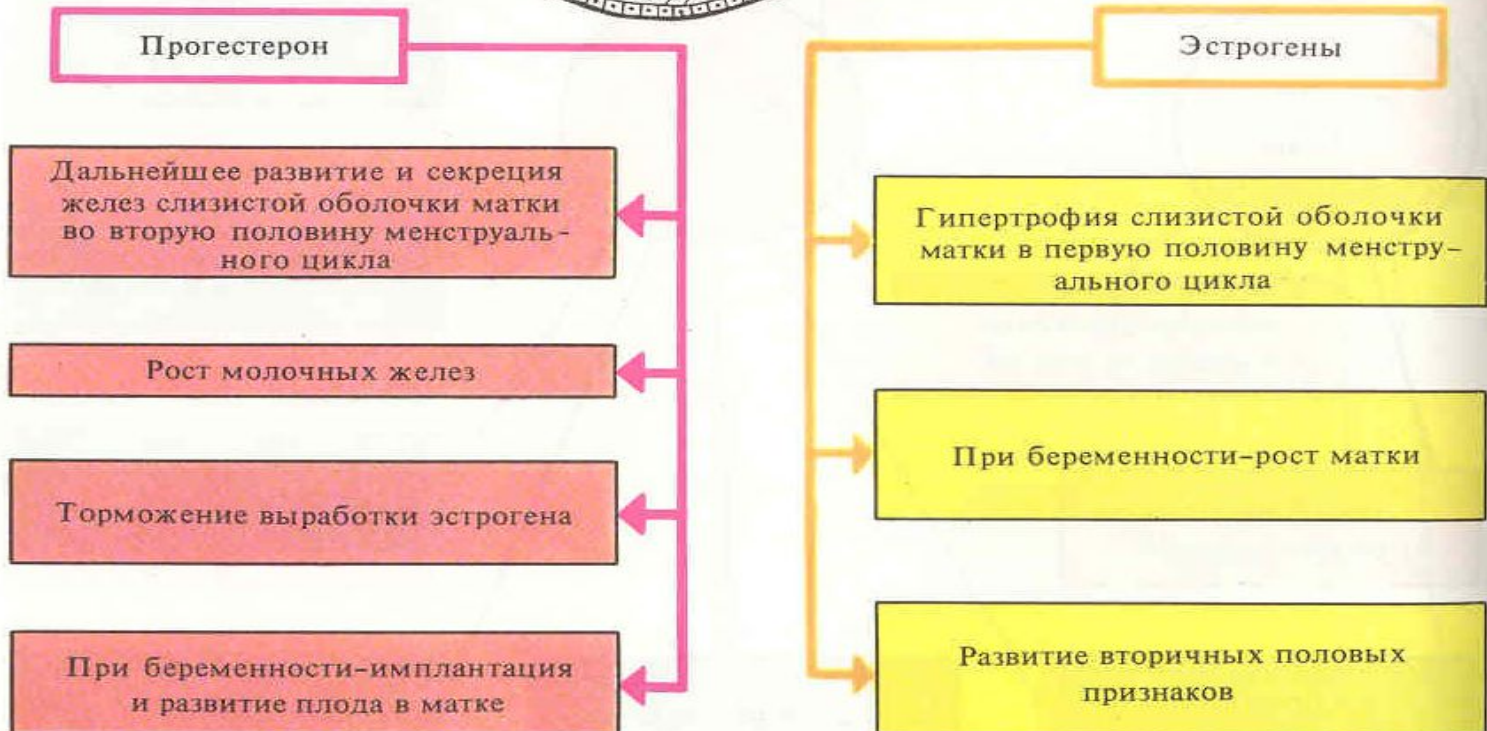 Прогестерон
Дальнейшее развитие и секреция
желез слизистой оболочки матки
во вторую половину менструаль-
ного цикла
Рост молочных желез
Торможение выработки эстрогена
При беременности-имплантация
и развитие плода в матке
Эстрогены
Гипертрофия слизистой оболочки
матки в первую половину менстру-
ального цикла
При беременности-рост матки
Развитие вторичных половых
признаков